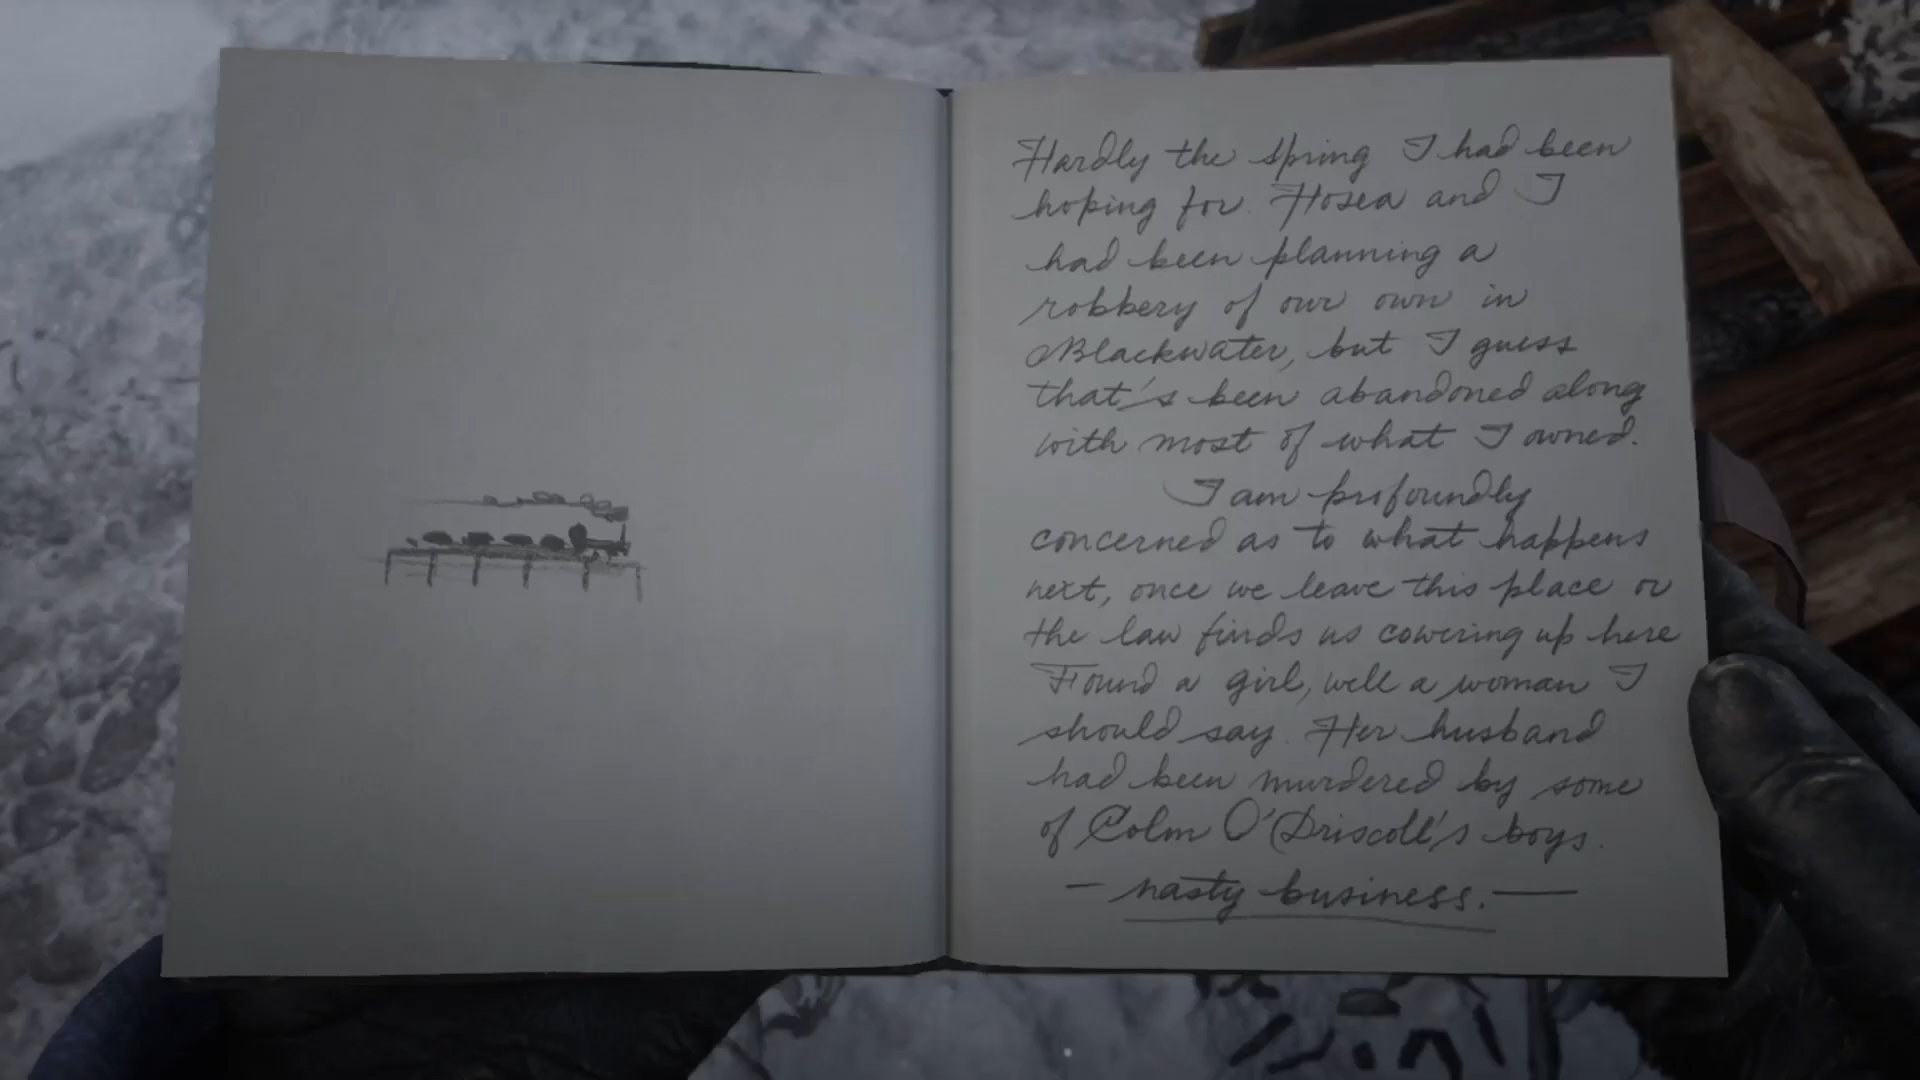 Hardly the spring I had been
hoping for. Hosea and I
had been planning a
robbery of our own in
Blackwater, but I guess
that's been abandoned along
with most of what I owned.
I am profoundly
concerned as to what happens
next, once we leave this place or
the law finds us cowering up here
Found a girl, well a woman I
should say. Her husband
had been murdered by some
of Colm O'Driscoll's boys.
— nasty business. —